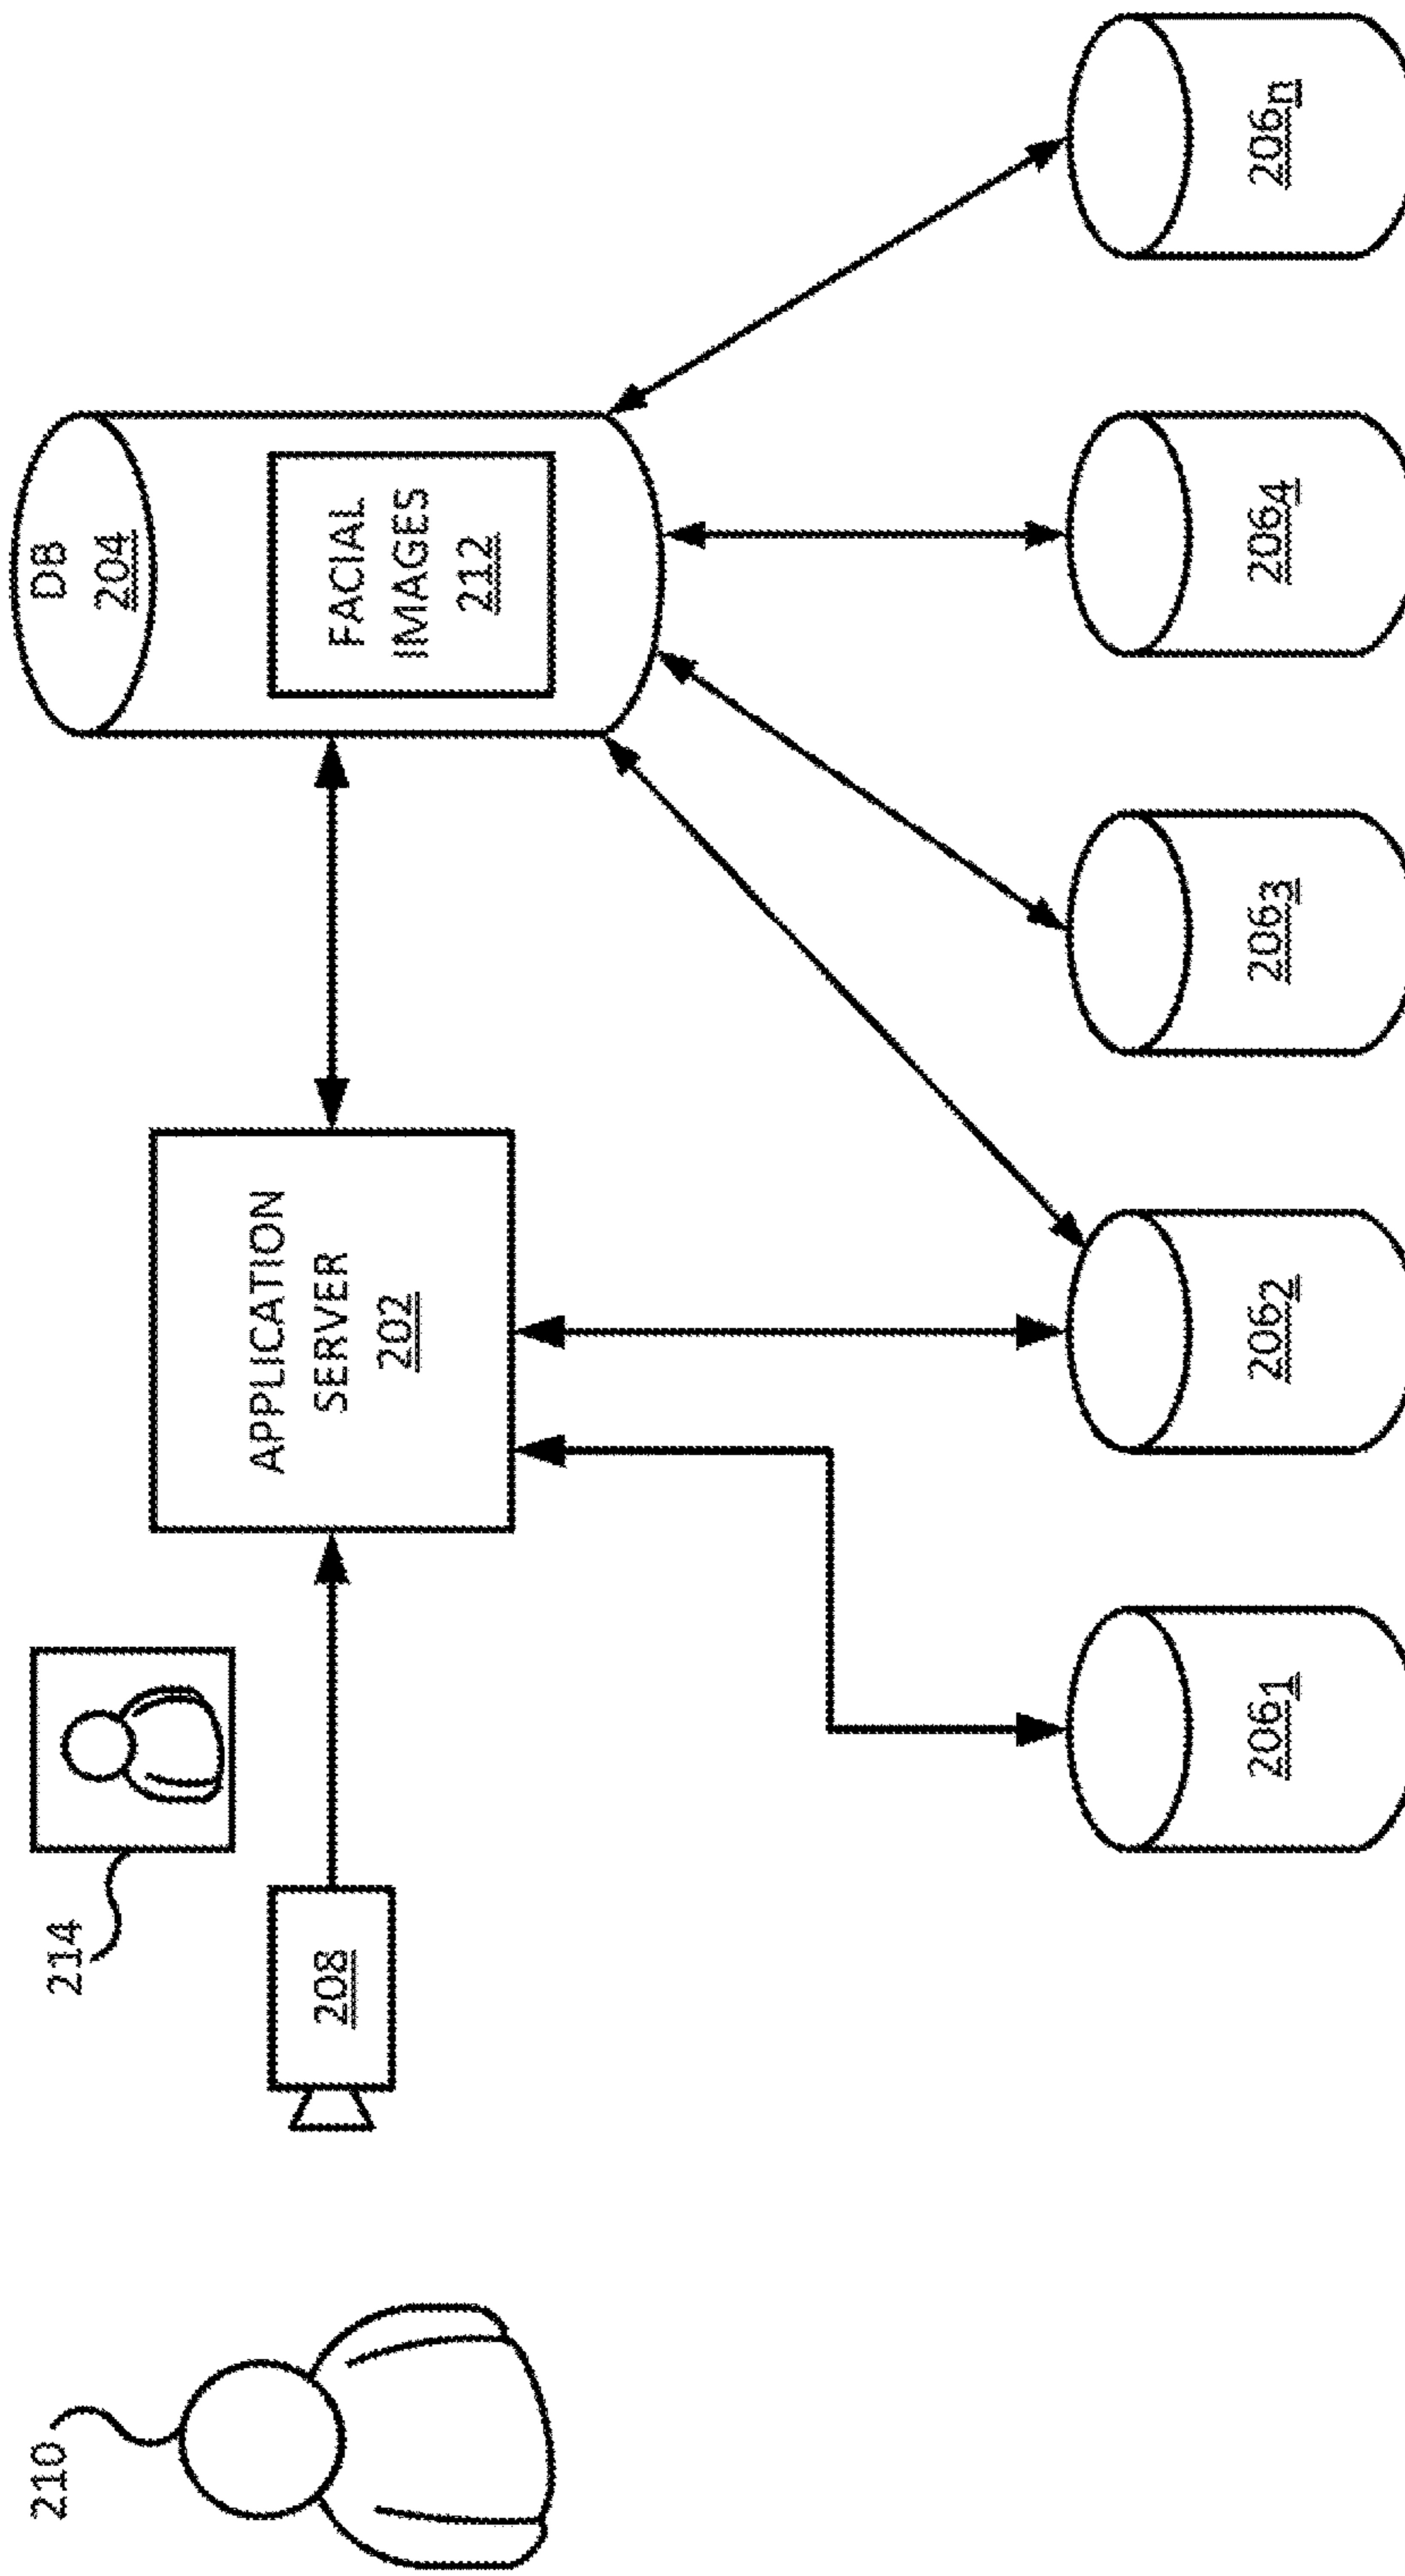 210
214
208
APPLICATION
SERVER
202
DB
204
FACIAL
IMAGES
212
206₁
206₂
206₃
206₄
206ₙ